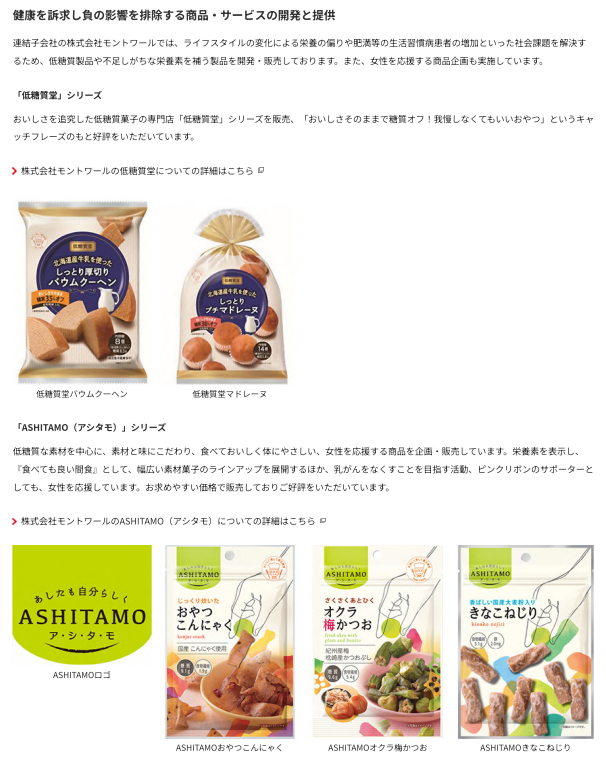 健康を訴求し負の影響を排除する商品・サービスの開発と提供
連結子会社の株式会社モントワールでは、ライフスタイルの変化による栄養の偏りや肥満等の生活習慣病患者の増加といった社会課題を解決す
るため、低糖質製品や不足しがちな栄養素を補う製品を開発・販売しております。また、女性を応援する商品企画も実施しています。
「低糖質堂」シリーズ
おいしさを追究した低糖質菓子の専門店「低糖質堂」シリーズを販売、「おいしさそのままで糖質オフ！我慢しなくてもいいおやつ」というキャ
ッチフレーズのもと好評をいただいています。
株式会社モントワールの低糖質堂についての詳細はこちら
低糖質堂
北海道産牛乳を使った
しっとり厚切り
バウムクーヘン
糖質35%オフ
8個
低糖質堂
北海道産牛乳を使った
しっとり
プチマドレーヌ
14個
低糖質堂バウムクーヘン
低糖質堂マドレーヌ
「ASHITAMO（アシタモ）」シリーズ
低糖質な素材を中心に、素材と味にこだわり、食べておいしく体にやさしい、女性を応援する商品を企画・販売しています。栄養素を表示し、
『食べても良い間食』として、幅広い素材菓子のラインアップを展開するほか、乳がんをなくすことを目指す活動、ピンクリボンのサポーターと
しても、女性を応援しています。お求めやすい価格で販売しておりご好評をいただいています。
株式会社モントワールのASHITAMO（アシタモ）についての詳細はこちら
あしたも自分らしく
ASHITAMO
ア・シ・タ・モ
ASHITAMO
じっくり炊いた
おやつ
こんにゃく
konjac snack
国産 こんにゃく使用
糖質
9.1g
食物繊維
1.9g
ASHITAMO
さくさくあとひく
オクラ
梅かつお
fried okra with
plum and bonito
紀州産梅
枕崎産かつおぶし
糖質
9.6g
食物繊維
5.4g
ASHITAMO
香ばしい国産大麦粉入り
きなこねじり
kinako nejiri
ASHITAMOロゴ
ASHITAMOおやつこんにゃく
ASHITAMOオクラ梅かつお
ASHITAMOきなこねじり